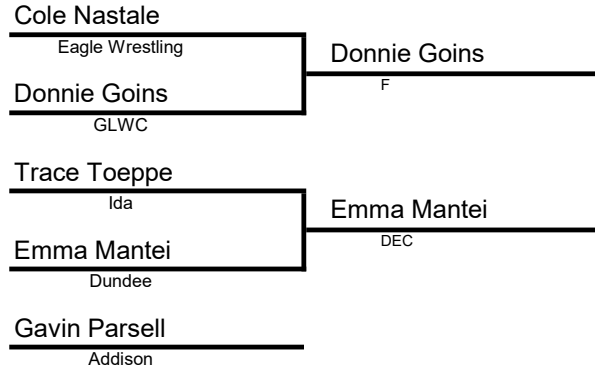 Cole Nastale
Eagle Wrestling
Donnie Goins
F
Donnie Goins
GLWC
Trace Toeppe
Ida
Emma Mantei
DEC
Emma Mantei
Dundee
Gavin Parsell
Addison